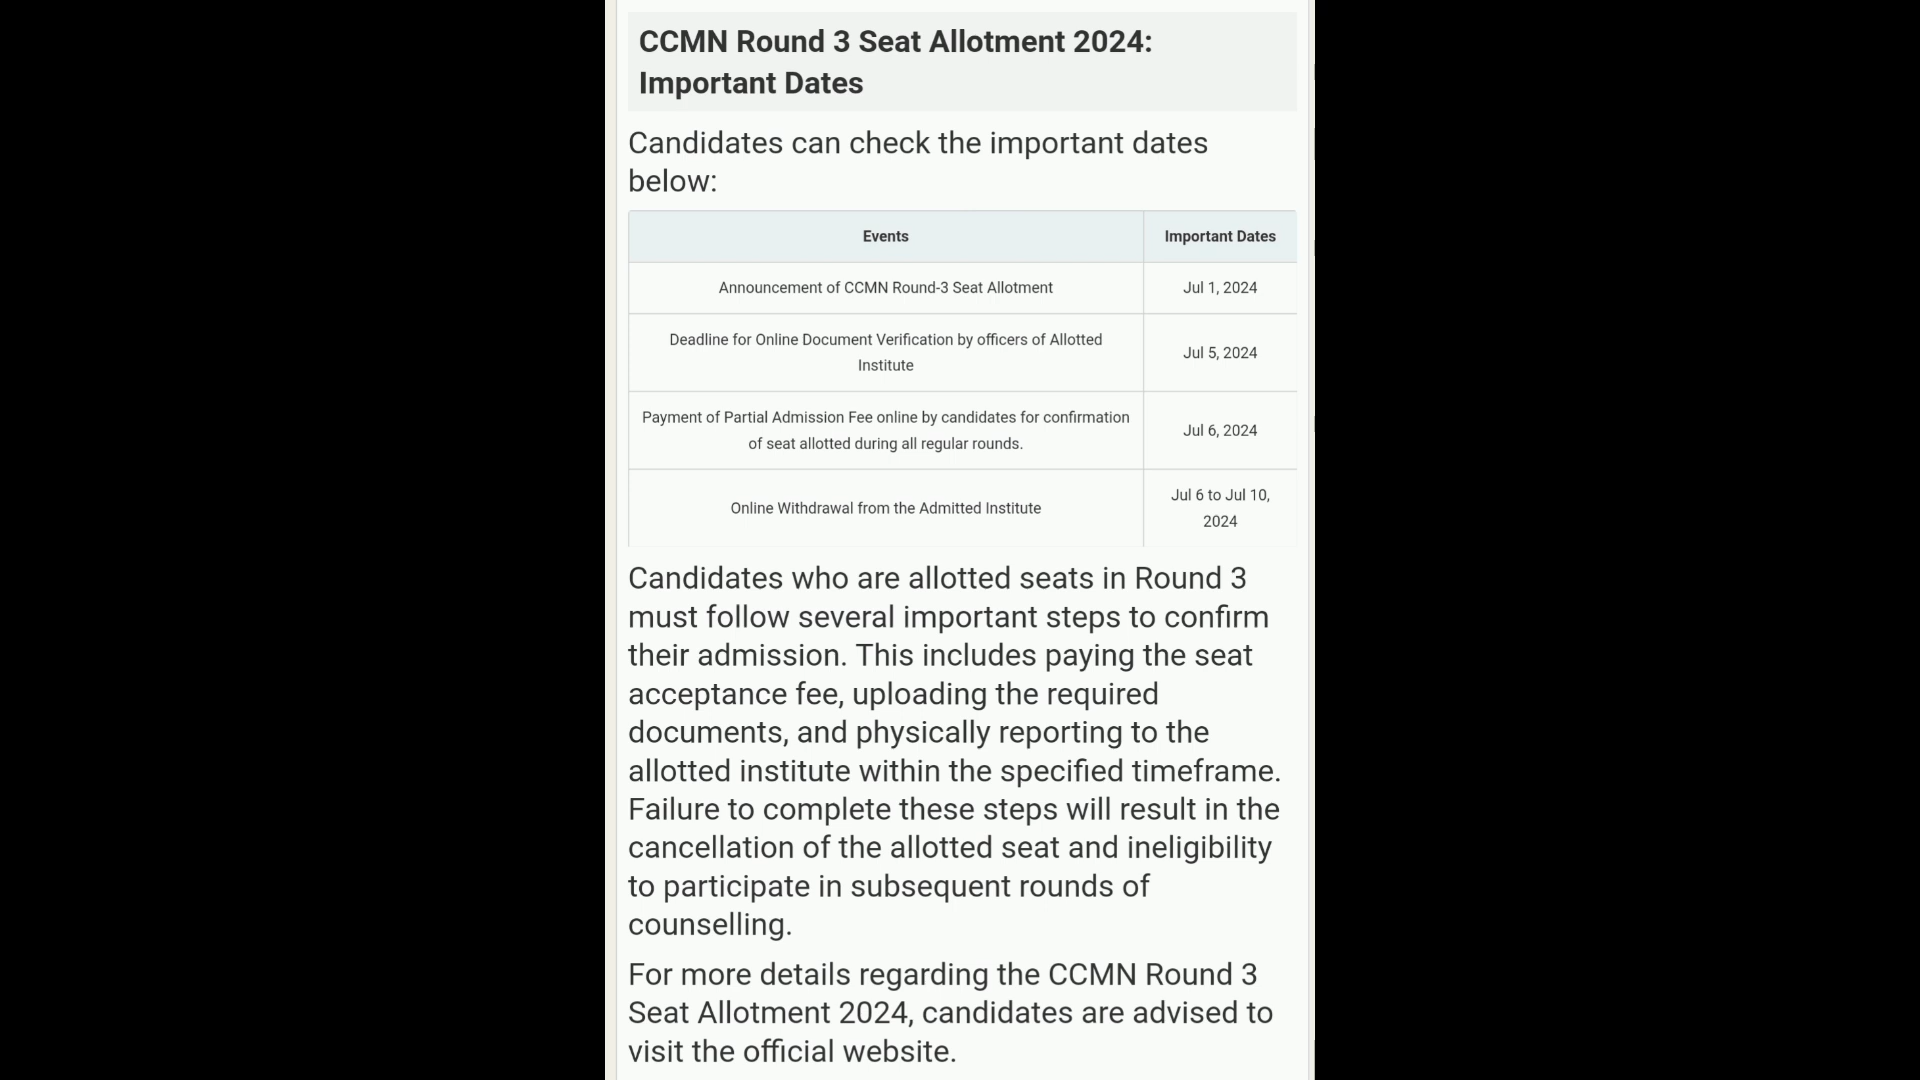 CCMN Round 3 Seat Allotment 2024:
Important Dates
Candidates can check the important dates
below:
Events Important Dates
Announcement of CCMN Round-3 Seat Allotment Jul 1, 2024
Deadline for Online Document Verification by officers of Allotted
Institute Jul 5, 2024
Payment of Partial Admission Fee online by candidates for confirmation
of seat allotted during all regular rounds. Jul 6, 2024
Online Withdrawal from the Admitted Institute Jul 6 to Jul 10,
2024
Candidates who are allotted seats in Round 3
must follow several important steps to confirm
their admission. This includes paying the seat
acceptance fee, uploading the required
documents, and physically reporting to the
allotted institute within the specified timeframe.
Failure to complete these steps will result in the
cancellation of the allotted seat and ineligibility
to participate in subsequent rounds of
counselling.
For more details regarding the CCMN Round 3
Seat Allotment 2024, candidates are advised to
visit the official website.